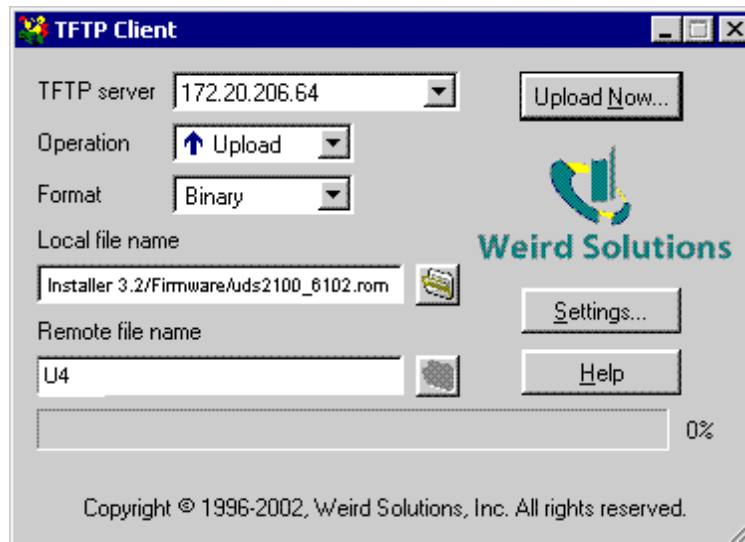 TFTP Client
TFTP server 172.20.206.64 Upload Now...
Operation Upload
Format Binary
Weird Solutions
Local file name
Installer 3.2/Firmware/uds2100_6102.rom
Settings...
Remote file name
U4
Help
0%
Copyright © 1996-2002, Weird Solutions, Inc. All rights reserved.